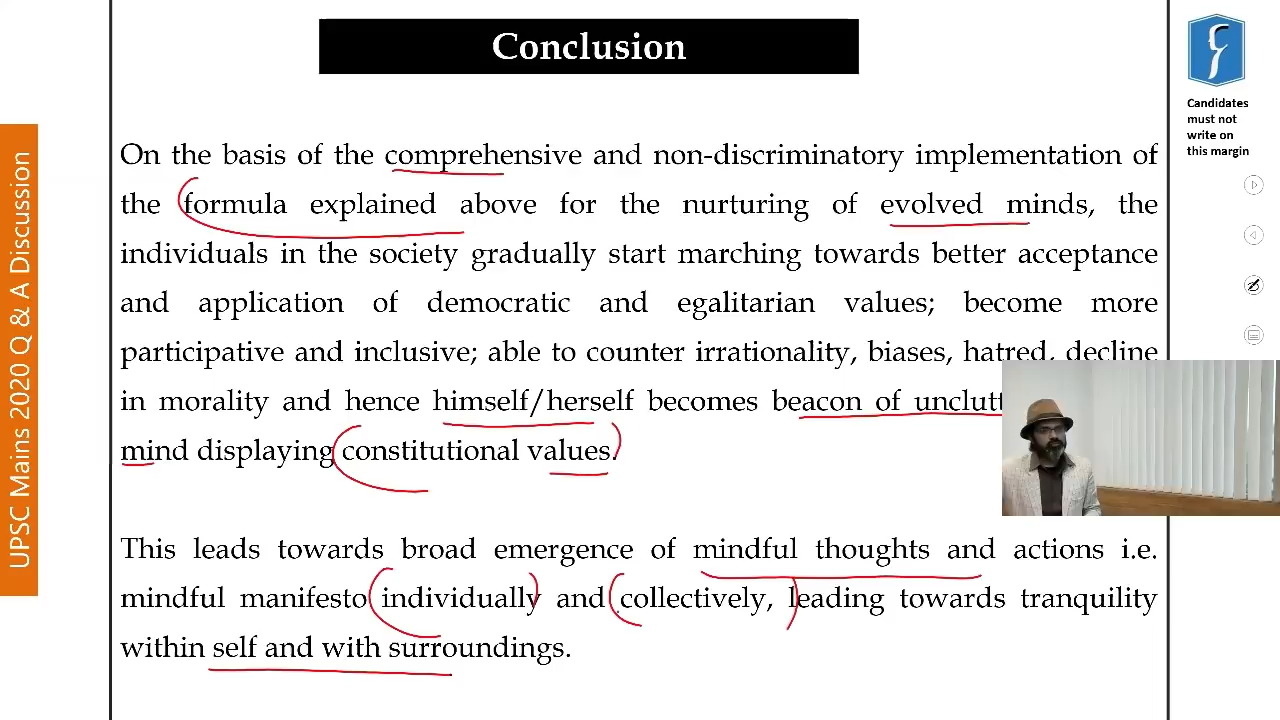 Conclusion
On the basis of the comprehensive and non-discriminatory implementation of
the formula explained above for the nurturing of evolved minds, the
individuals in the society gradually start marching towards better acceptance
and application of democratic and egalitarian values; become more
participative and inclusive; able to counter irrationality, biases, hatred, decline
in morality and hence himself/herself becomes beacon of
mind displaying constitutional values.
This leads towards broad emergence of mindful thoughts and actions i.e.
mindful manifesto individually and collectively, leading towards tranquility
within self and with surroundings.
Candidates
must not
write on
this margin
UPSC Mains 2020 Q & A Discussion